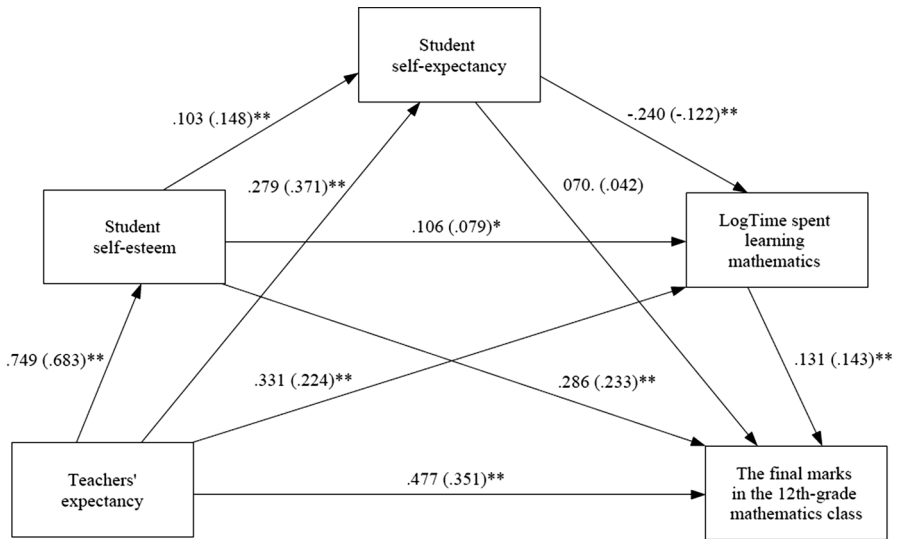 Student
self-expectancy
.103 (.148)**
-.240 (-.122)**
.279 (.371)**
070. (.042)
Student
self-esteem
.106 (.079)*
LogTime spent
learning
mathematics
.749 (.683)**
.331 (.224)**
.286 (.233)**
.131 (.143)**
Teachers'
expectancy
.477 (.351)**
The final marks
in the 12th-grade
mathematics class